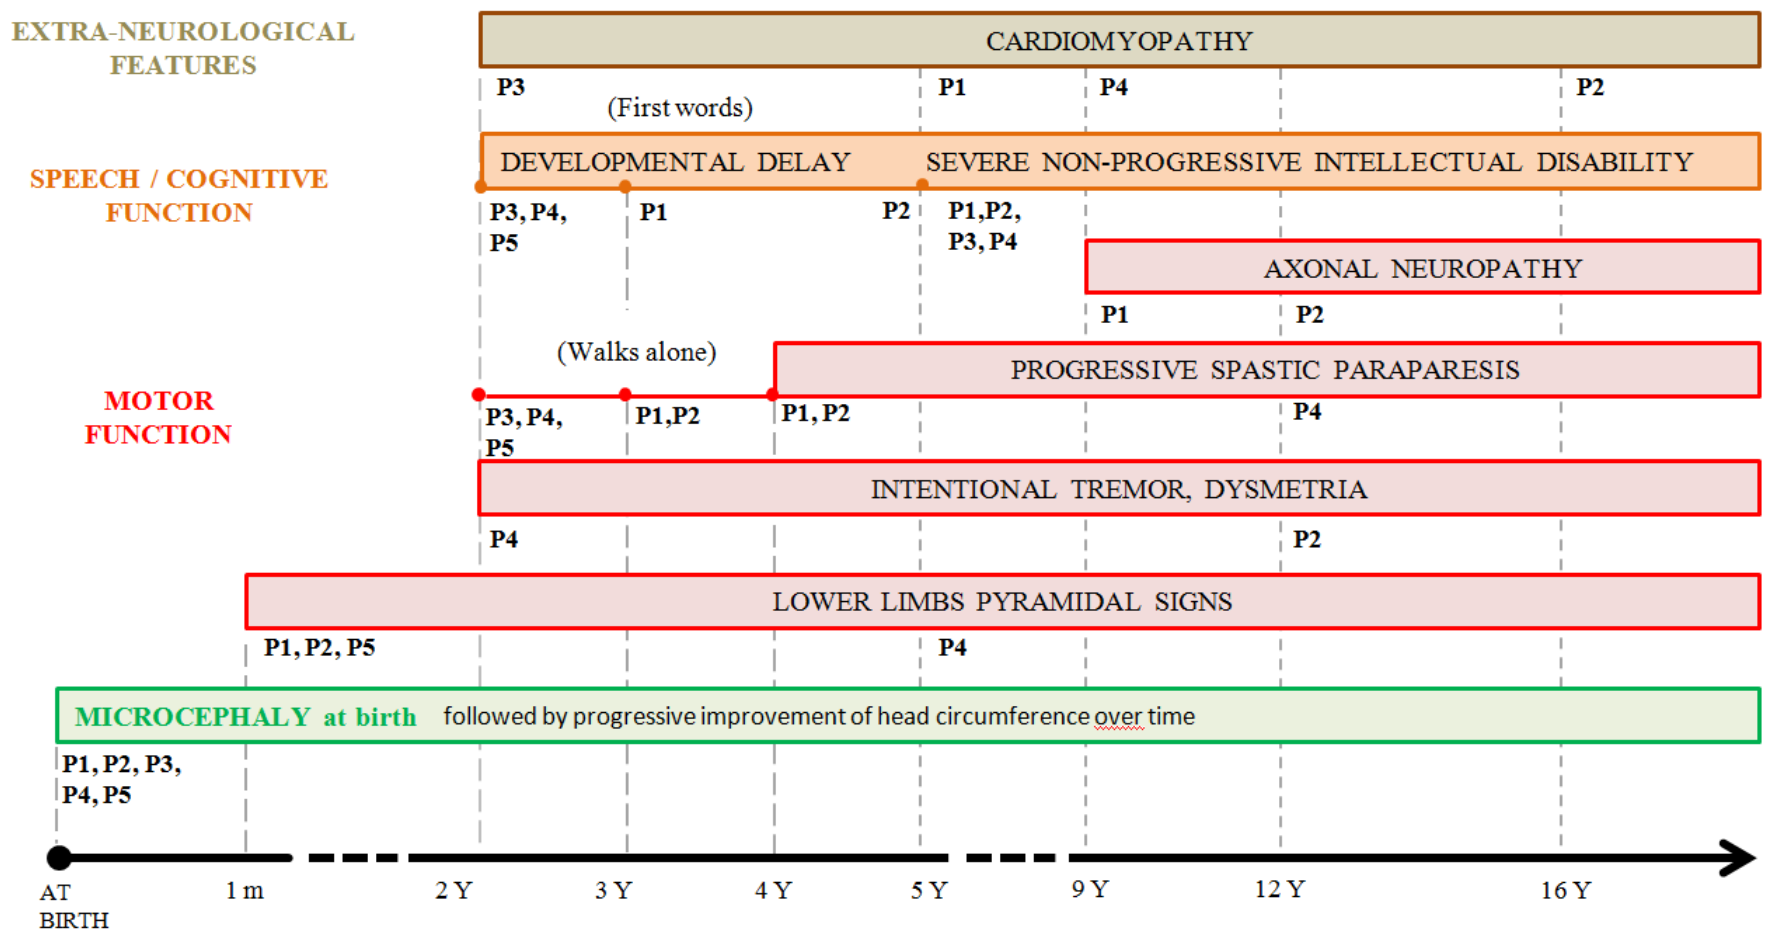 EXTRA-NEUROLOGICAL
FEATURES
CARDIOMYOPATHY
P3
P1
P4
P2
(First words)
SPEECH / COGNITIVE
FUNCTION
DEVELOPMENTAL DELAY
SEVERE NON-PROGRESSIVE INTELLECTUAL DISABILITY
P3, P4,
P5
P1
P2
P1,P2,
P3, P4
AXONAL NEUROPATHY
P1
P2
MOTOR
FUNCTION
(Walks alone)
PROGRESSIVE SPASTIC PARAPARESIS
P3, P4,
P5
P1,P2
P1, P2
P4
INTENTIONAL TREMOR, DYSMETRIA
P4
P2
LOWER LIMBS PYRAMIDAL SIGNS
P1, P2, P5
P4
MICROCEPHALY at birth followed by progressive improvement of head circumference over time
P1, P2, P3,
P4, P5
AT
BIRTH
1 m
2 Y
3 Y
4 Y
5 Y
9 Y
12 Y
16 Y